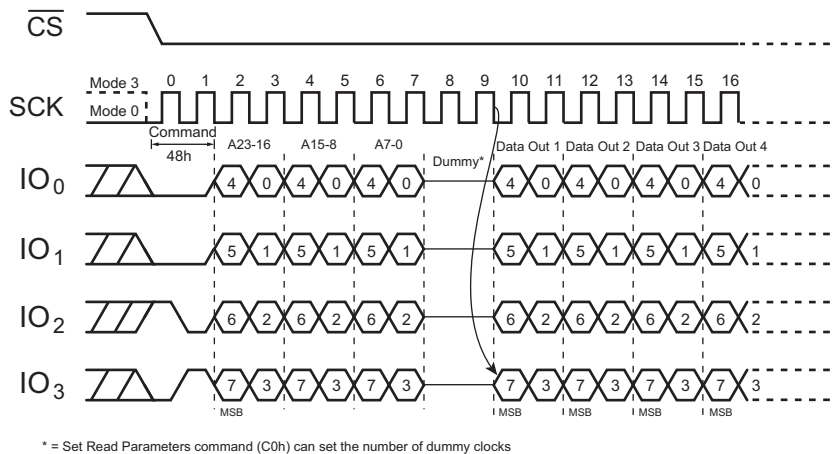 CS
Mode 3 0 1 2 3 4 5 6 7 8 9 10 11 12 13 14 15 16
SCK
Mode 0
Command
A23-16 A15-8 A7-0 Dummy* Data Out 1 Data Out 2 Data Out 3 Data Out 4
48h
IO0 4 0 4 0 4 0 4 0 4 0 4 0 4 0
IO1 5 1 5 1 5 1 5 1 5 1 5 1 5 1
IO2 6 2 6 2 6 2 6 2 6 2 6 2 6 2
IO3 7 3 7 3 7 3 7 3 7 3 7 3 7 3
MSB MSB MSB MSB MSB
* = Set Read Parameters command (C0h) can set the number of dummy clocks